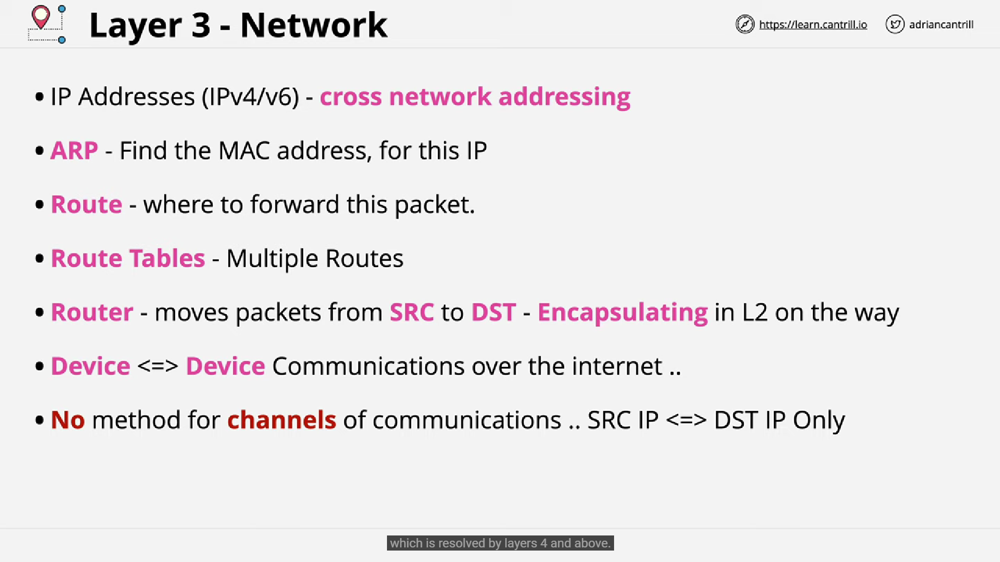 Layer 3 - Network
https://learn.cantrill.io
adriancantrill
• IP Addresses (IPv4/v6) - cross network addressing
• ARP - Find the MAC address, for this IP
• Route - where to forward this packet.
• Route Tables - Multiple Routes
• Router - moves packets from SRC to DST - Encapsulating in L2 on the way
• Device <=> Device Communications over the internet ..
• No method for channels of communications .. SRC IP <=> DST IP Only
which is resolved by layers 4 and above.